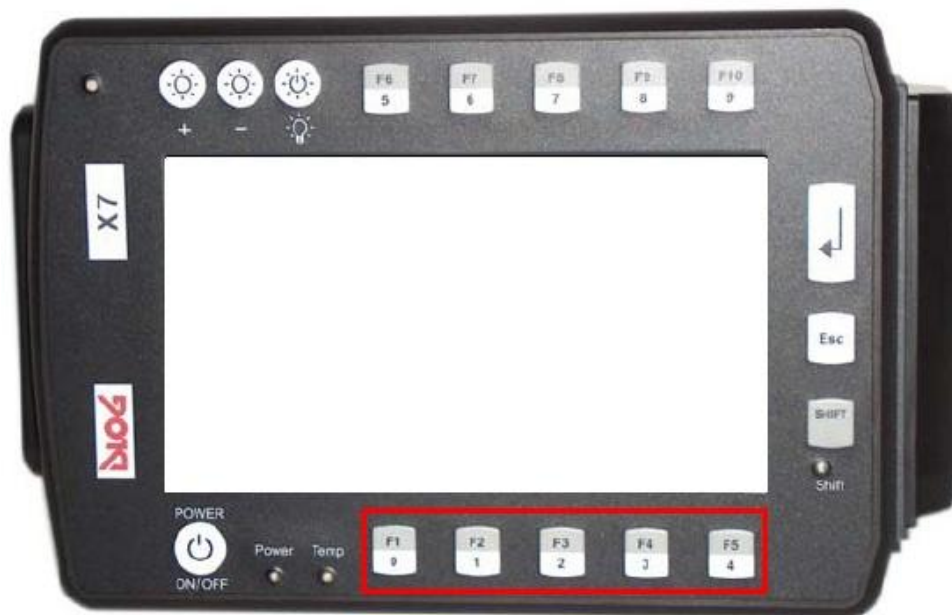 F6 F7 F8 F9 F10
5 6 7 8 9
+ -
X7
Esc
SHIFT
Shift
POWER
ON/OFF
Power Temp
F1 F2 F3 F4 F5
0 1 2 3 4